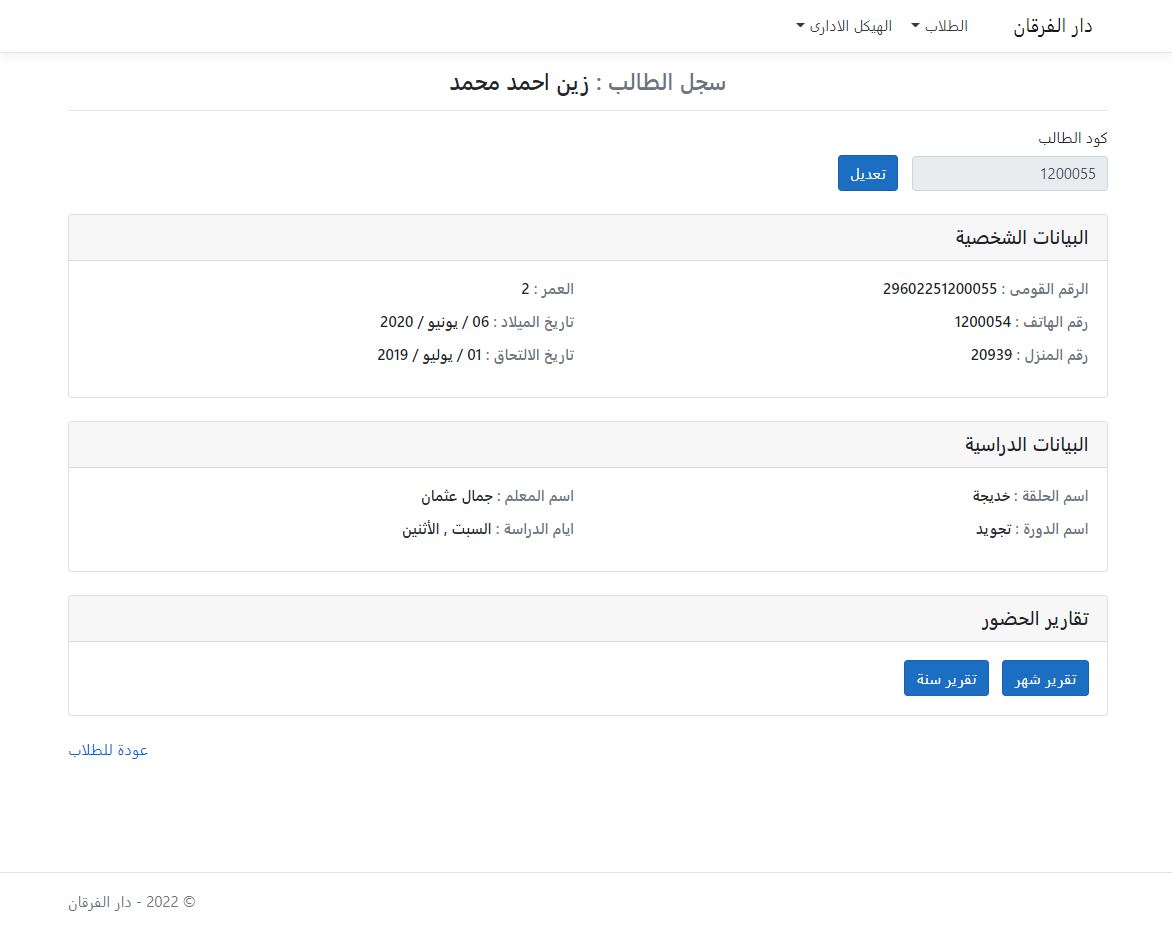 دار الفرقان الطلاب الهيكل الادارى
سجل الطالب : زين احمد محمد
كود الطالب
1200055 تعديل
البيانات الشخصية
الرقم القومى : 29602251200055 العمر : 2
رقم الهاتف : 1200054 تاريخ الميلاد : 06 / يونيو / 2020
رقم المنزل : 20939 تاريخ الالتحاق : 01 / يوليو / 2019
البيانات الدراسية
اسم الحلقة : خديجة اسم المعلم : جمال عثمان
اسم الدورة : تجويد ايام الدراسة : السبت , الأثنين
تقارير الحضور
تقرير شهر تقرير سنة
عودة للطلاب
© 2022 - دار الفرقان